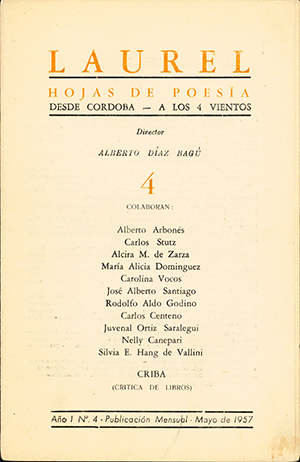 LAUREL
HOJAS DE POESÍA
DESDE CORDOBA — A LOS 4 VIENTOS
Director
ALBERTO DÍAZ BAGÚ
4
COLABORAN:
Alberto Arbonés
Carlos Stutz
Alcira M. de Zarza
María Alicia Dominguez
Carolina Vocos
José Alberto Santiago
Rodolfo Aldo Godino
Carlos Centeno
Juvenal Ortiz Saralegui
Nelly Canepari
Silvia E. Hang de Vallini
CRIBA
(CRITICA DE LIBROS)
Año 1 Nº. 4 - Publicación Mensual - Mayo de 1957